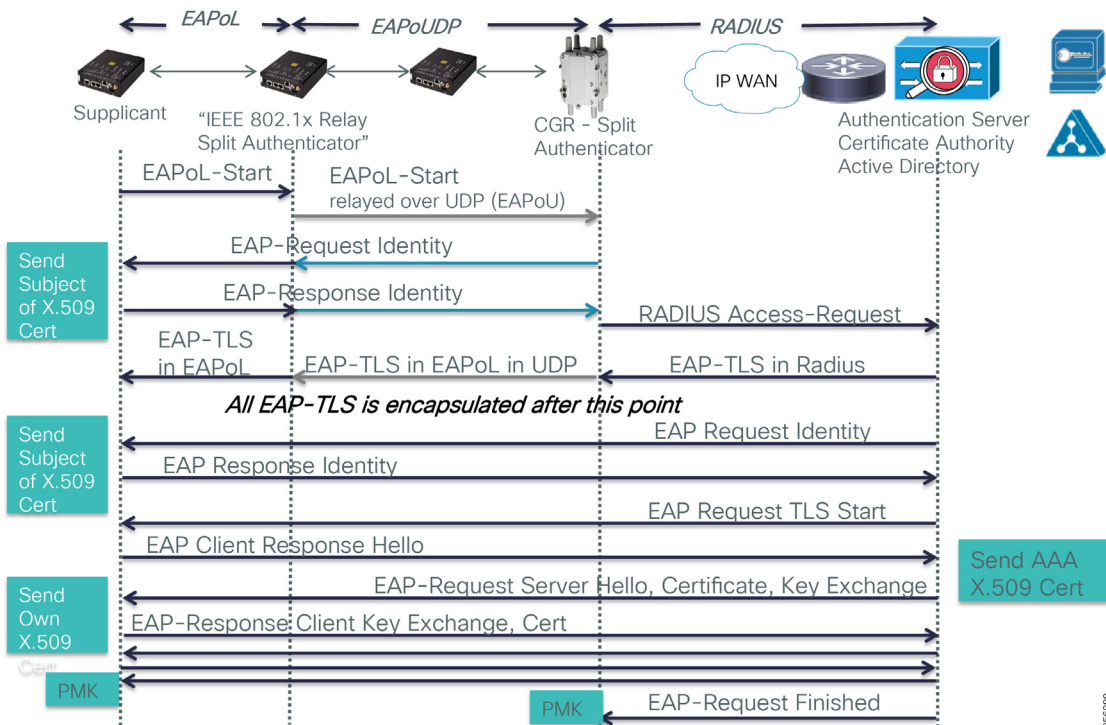 EAPoL
EAPoUDP
RADIUS
IP WAN
Supplicant
"IEEE 802.1x Relay
Split Authenticator"
CGR - Split
Authenticator
Authentication Server
Certificate Authority
Active Directory
EAPoL-Start
EAPoL-Start
relayed over UDP (EAPoU)
Send
Subject
of X.509
Cert
EAP-Request Identity
EAP-Response Identity
RADIUS Access-Request
EAP-TLS
in EAPoL
EAP-TLS in EAPoL in UDP
EAP-TLS in Radius
All EAP-TLS is encapsulated after this point
Send
Subject
of X.509
Cert
EAP Request Identity
EAP Response Identity
EAP Request TLS Start
EAP Client Response Hello
Send AAA
X.509 Cert
EAP-Request Server Hello, Certificate, Key Exchange
Send
Own
X.509
Cert
EAP-Response Client Key Exchange, Cert
PMK
PMK
EAP-Request Finished